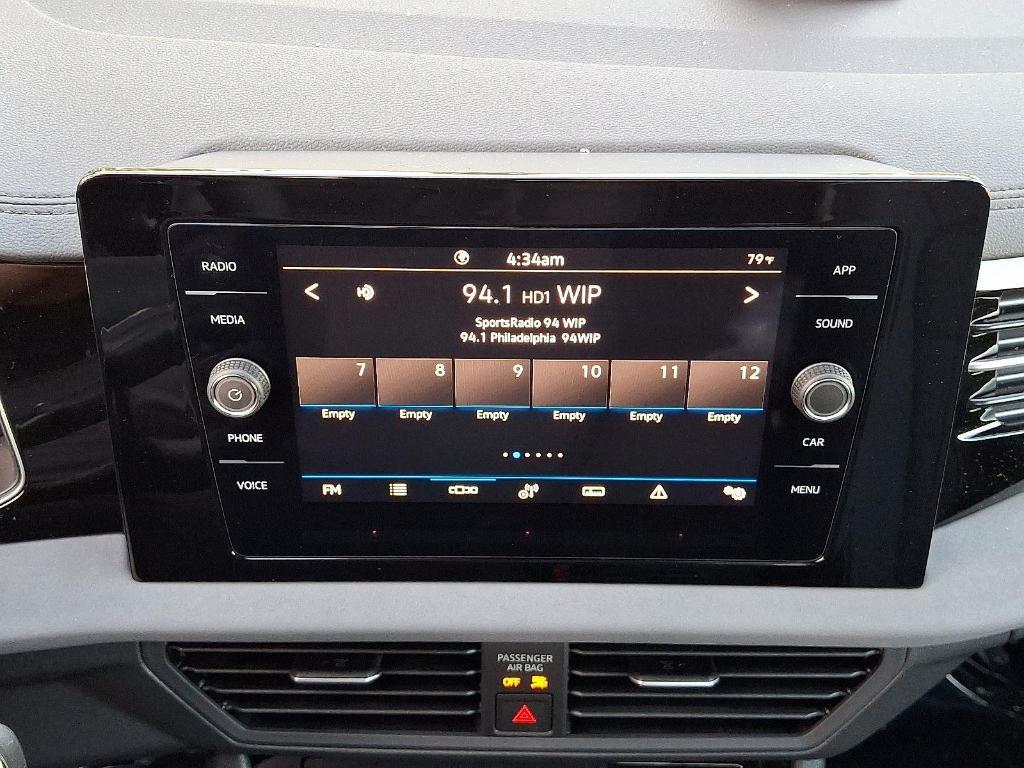 4:34am
79°F
RADIO
APP
94.1 HD1 WIP
MEDIA
SOUND
SportsRadio 94 WIP
94.1 Philadelphia 94WIP
7 8 9 10 11 12
Empty Empty Empty Empty Empty Empty
PHONE
CAR
VOICE
MENU
FM
PASSENGER
AIR BAG
OFF